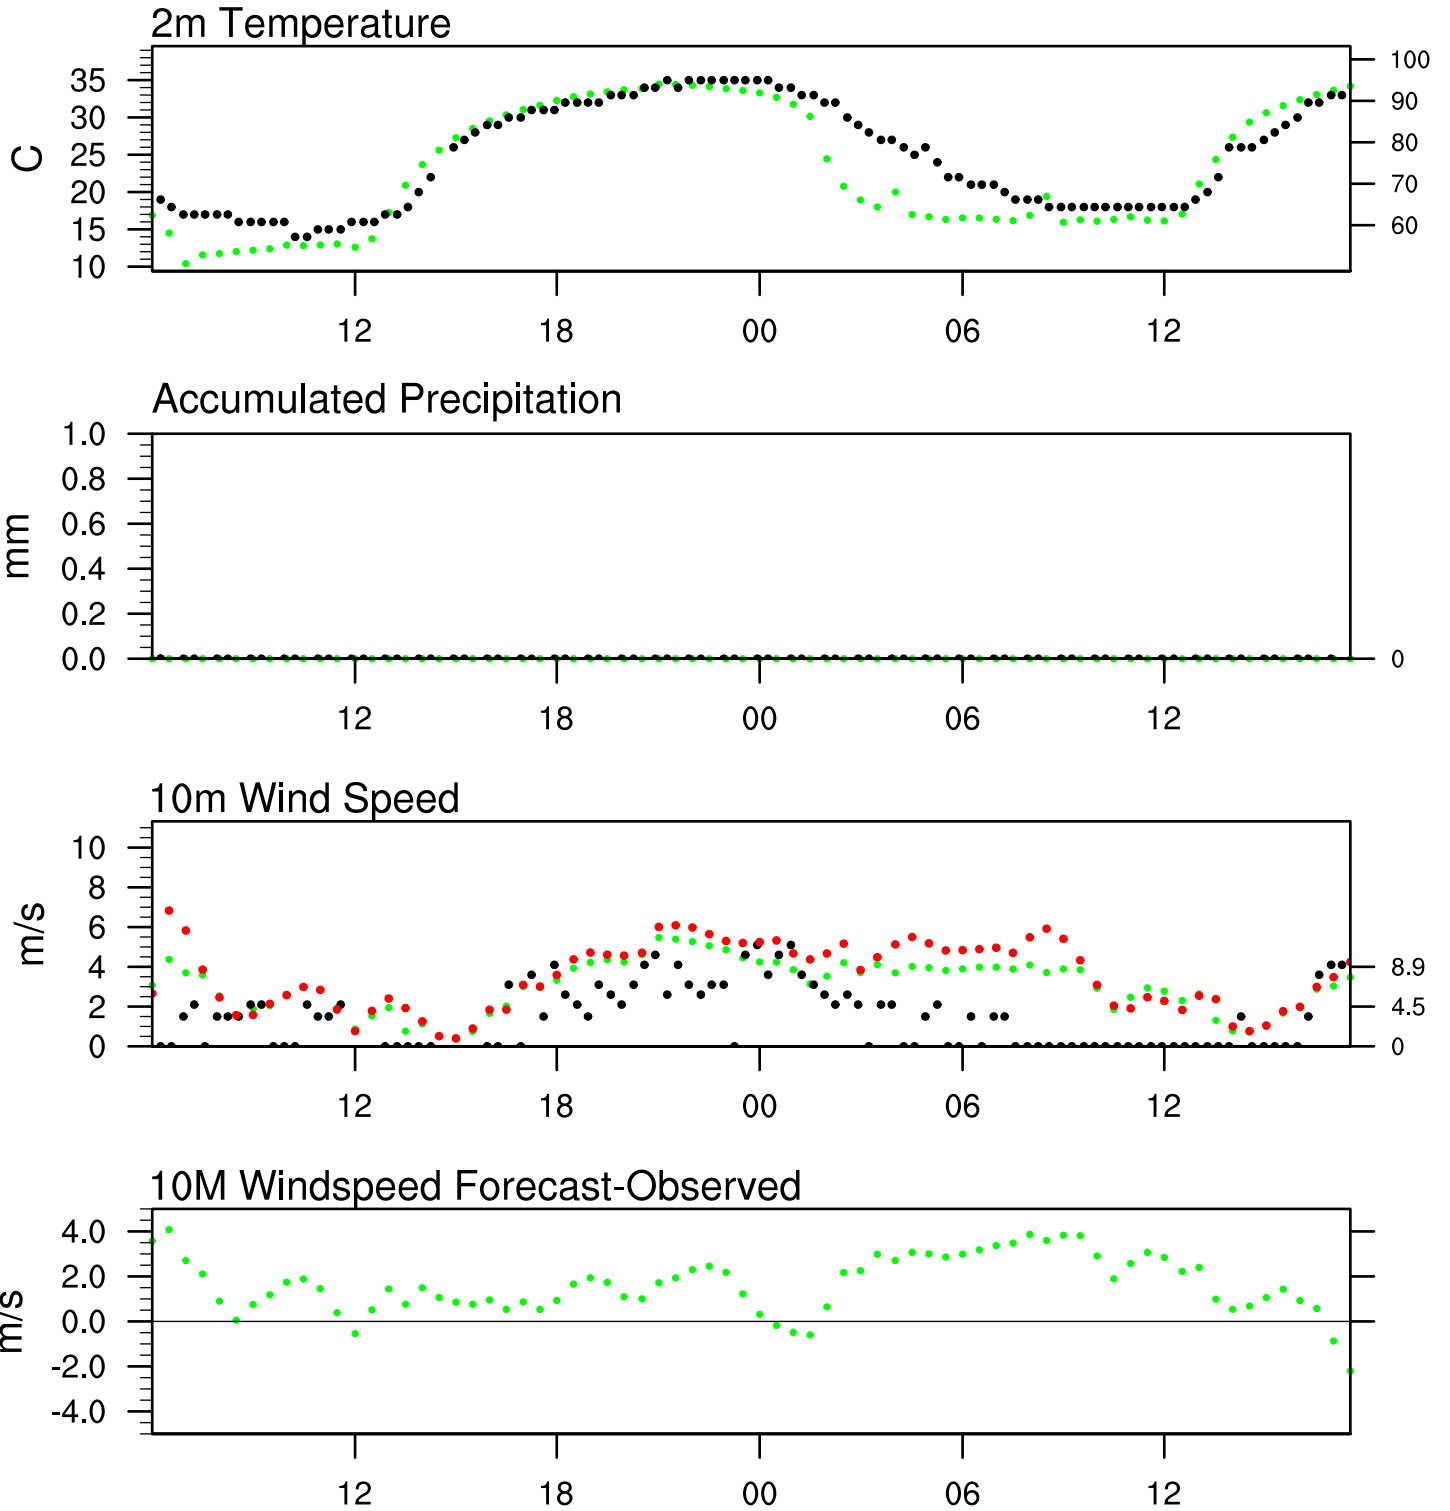 2m Temperature
100
35
90
30
C
25
80
20
70
15
60
10
12 18 00 06 12
Accumulated Precipitation
1.0
0.8
0.6
mm
0.4
0.2
0.0 0
12 18 00 06 12
10m Wind Speed
10
8
6
m/s
4 8.9
2 4.5
0 0
12 18 00 06 12
10M Windspeed Forecast-Observed
4.0
2.0
m/s
0.0
-2.0
-4.0
12 18 00 06 12